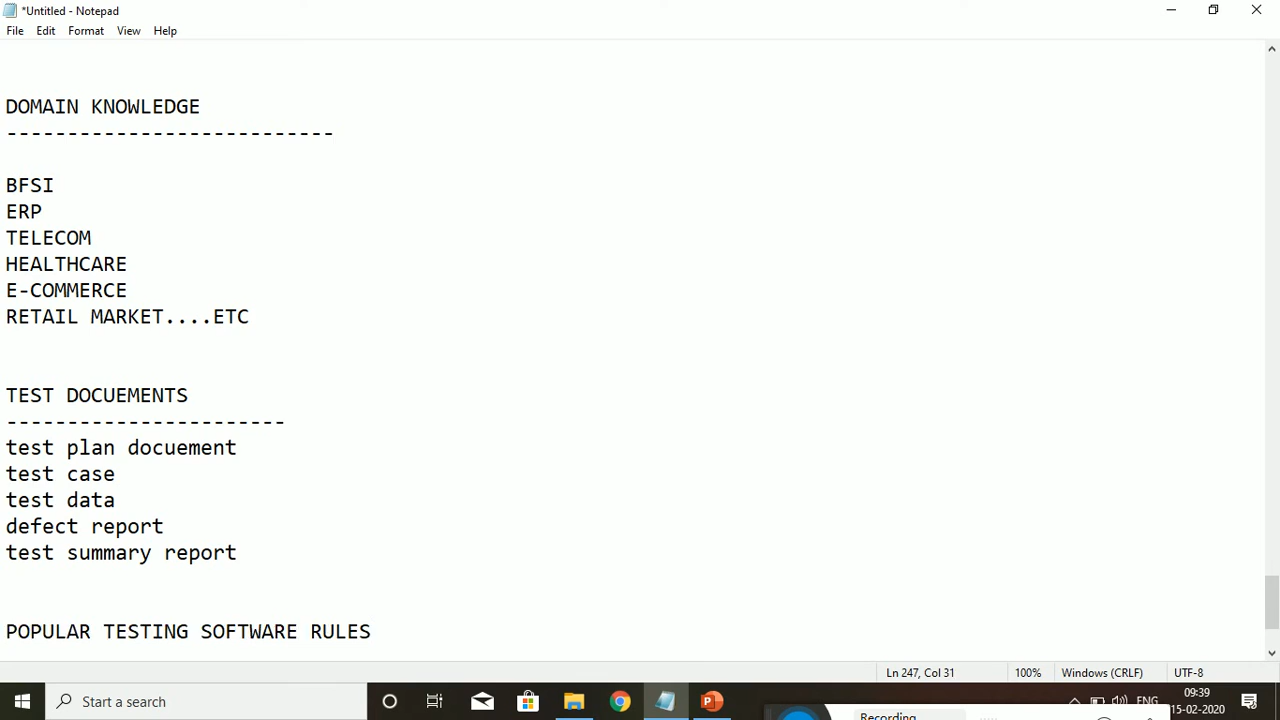 *Untitled - Notepad
File Edit Format View Help
DOMAIN KNOWLEDGE
---------------------------
BFSI
ERP
TELECOM
HEALTHCARE
E-COMMERCE
RETAIL MARKET....ETC
TEST DOCUEMENTS
-----------------------
test plan docuement
test case
test data
defect report
test summary report
POPULAR TESTING SOFTWARE RULES
Ln 247, Col 31 100% Windows (CRLF) UTF-8
Start a search
ENG
09:39
15-02-2020
Recording